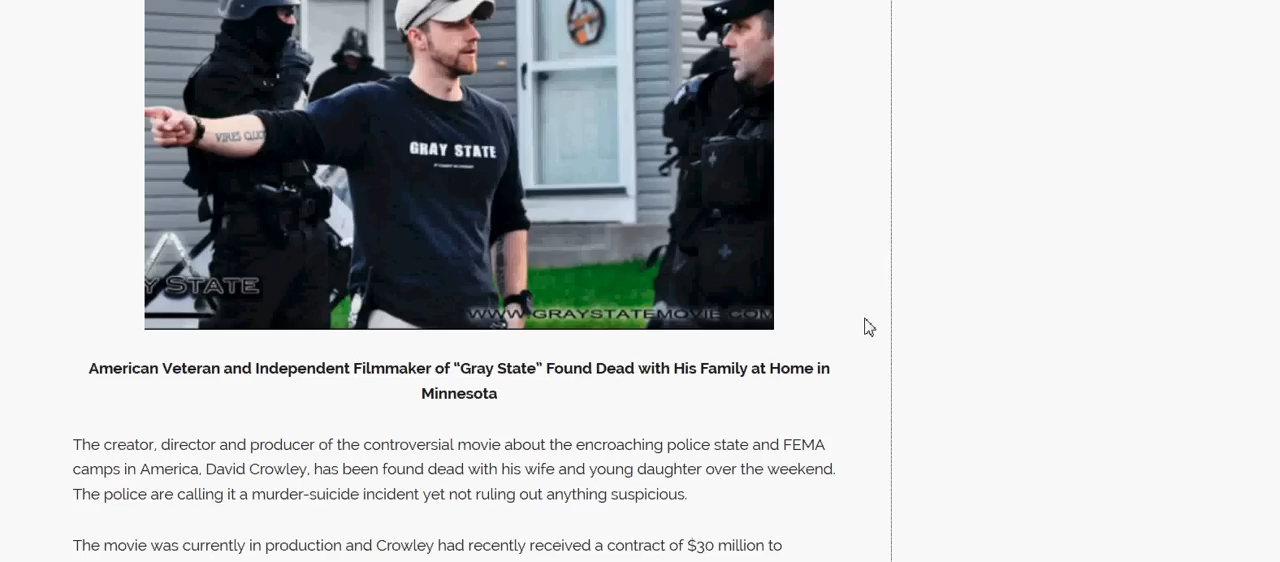 VIRES
GRAY STATE
Y STATE
WWW.GRAYSTATEMOVIE.COM
American Veteran and Independent Filmmaker of “Gray State” Found Dead with His Family at Home in
Minnesota
The creator, director and producer of the controversial movie about the encroaching police state and FEMA
camps in America, David Crowley, has been found dead with his wife and young daughter over the weekend.
The police are calling it a murder-suicide incident yet not ruling out anything suspicious.
The movie was currently in production and Crowley had recently received a contract of $30 million to